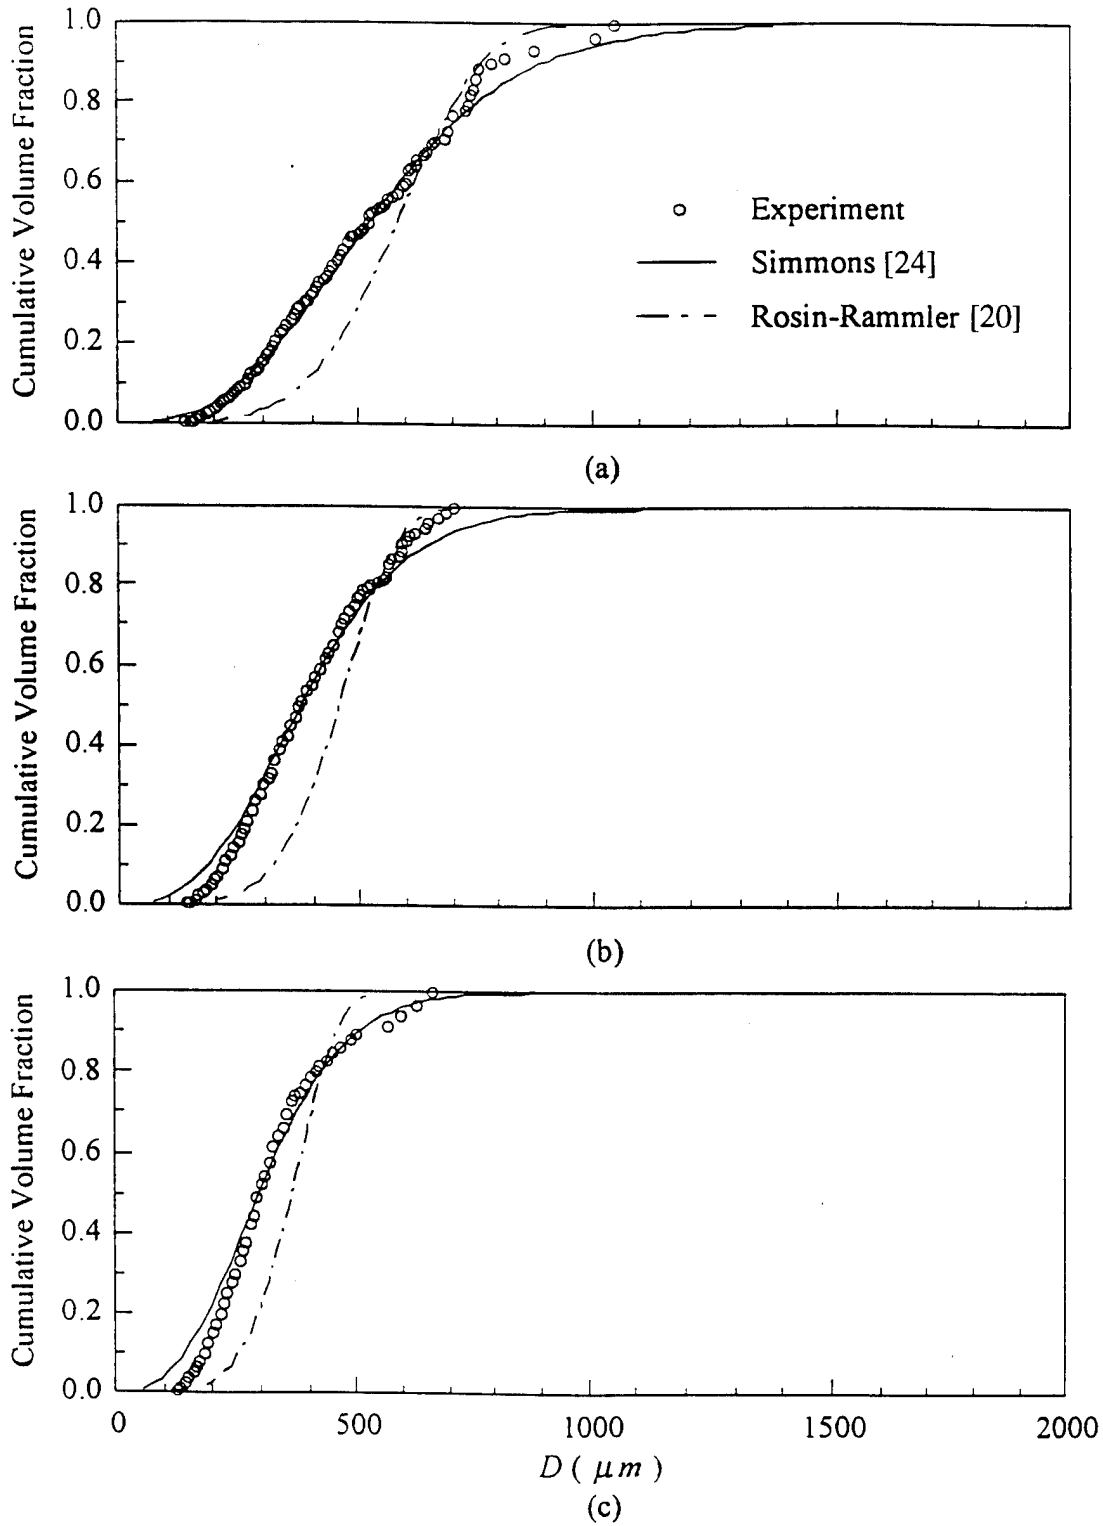 1.0
0.8
0.6
0.4
0.2
0.0
Cumulative Volume Fraction
Experiment
Simmons [24]
Rosin-Rammler [20]
(a)
1.0
0.8
0.6
0.4
0.2
0.0
Cumulative Volume Fraction
(b)
1.0
0.8
0.6
0.4
0.2
0.0
Cumulative Volume Fraction
0 500 1000 1500 2000
D ( μm )
(c)